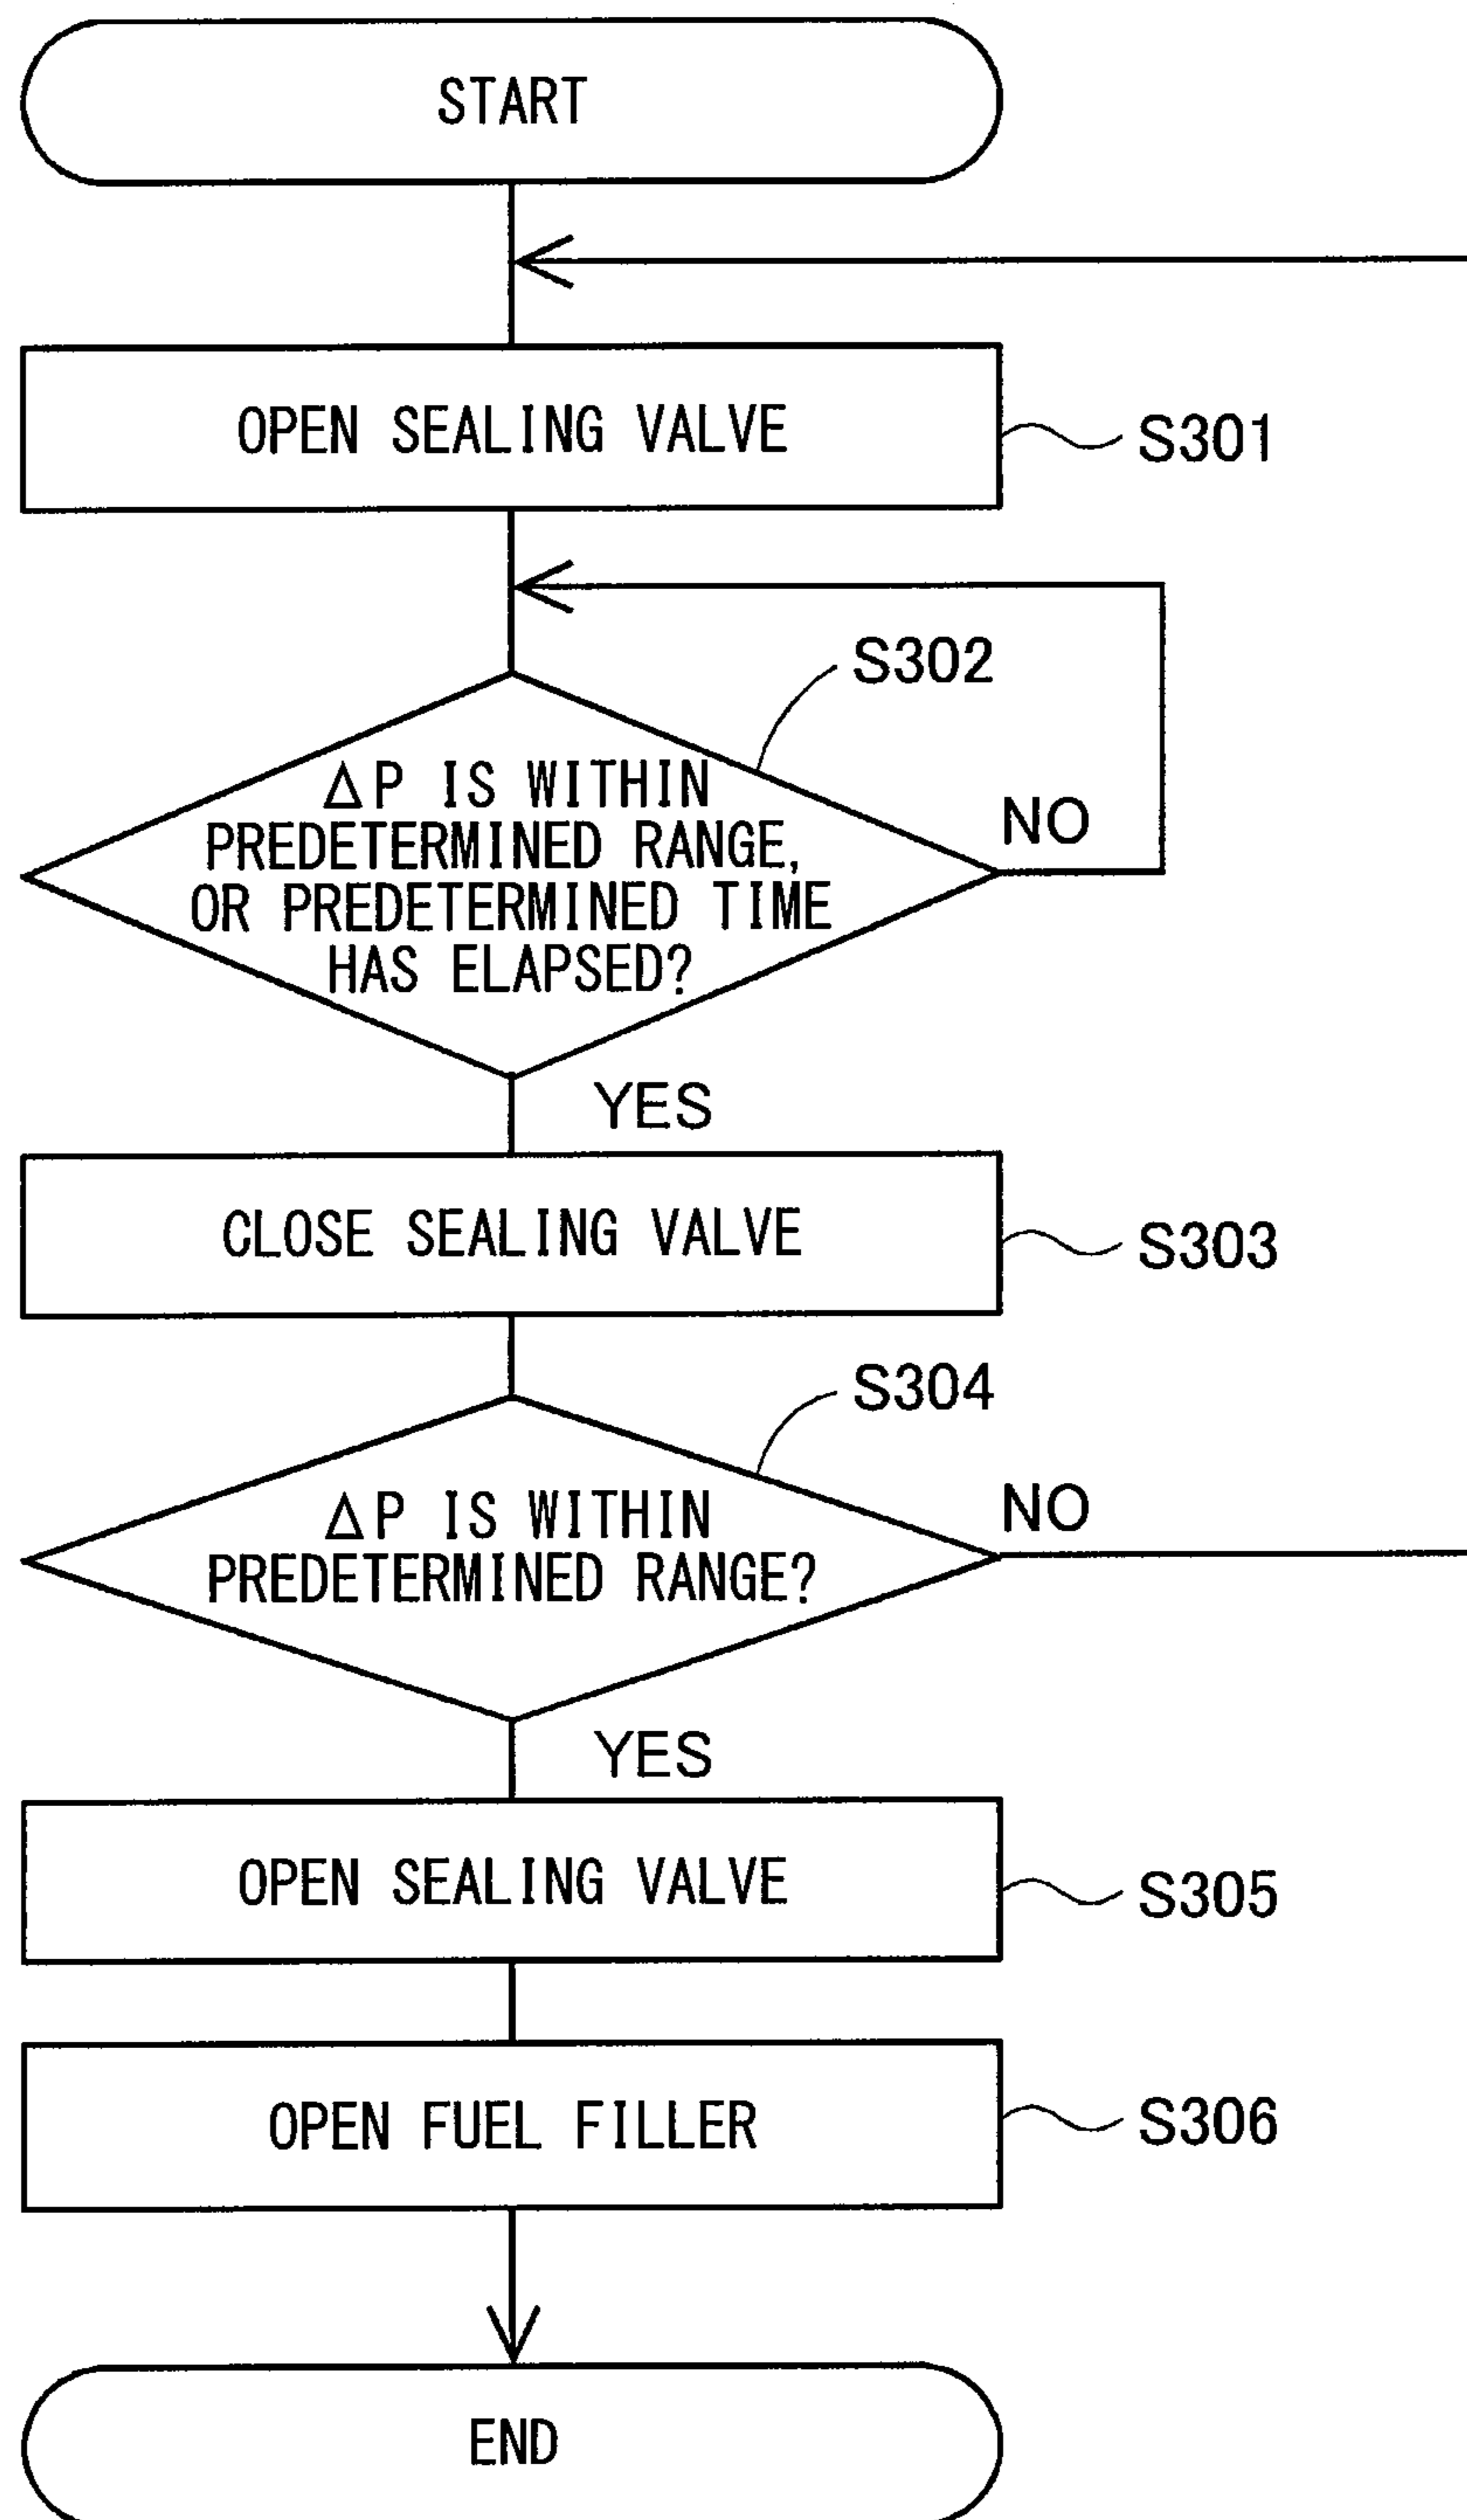 START
OPEN SEALING VALVE
S301
S302
ΔP IS WITHIN
PREDETERMINED RANGE,
OR PREDETERMINED TIME
HAS ELAPSED?
NO
YES
CLOSE SEALING VALVE
S303
S304
ΔP IS WITHIN
PREDETERMINED RANGE?
NO
YES
OPEN SEALING VALVE
S305
OPEN FUEL FILLER
S306
END